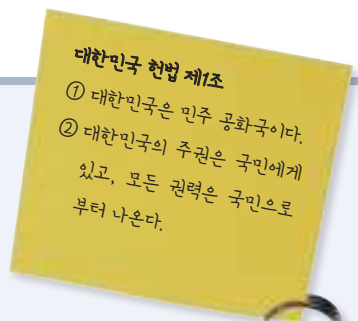 대한민국 헌법 제1조
① 대한민국은 민주 공화국이다.
② 대한민국의 주권은 국민에게
있고, 모든 권력은 국민으로
부터 나온다.